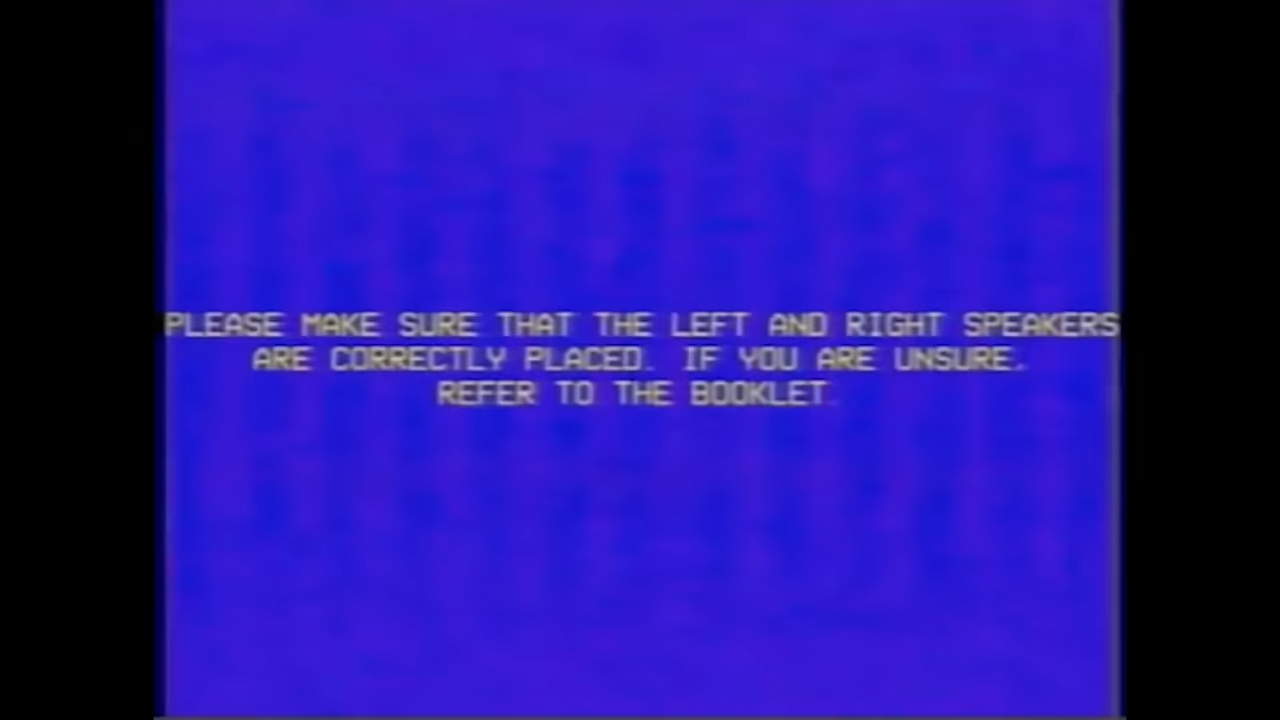 PLEASE MAKE SURE THAT THE LEFT AND RIGHT SPEAKERS
ARE CORRECTLY PLACED. IF YOU ARE UNSURE,
REFER TO THE BOOKLET.